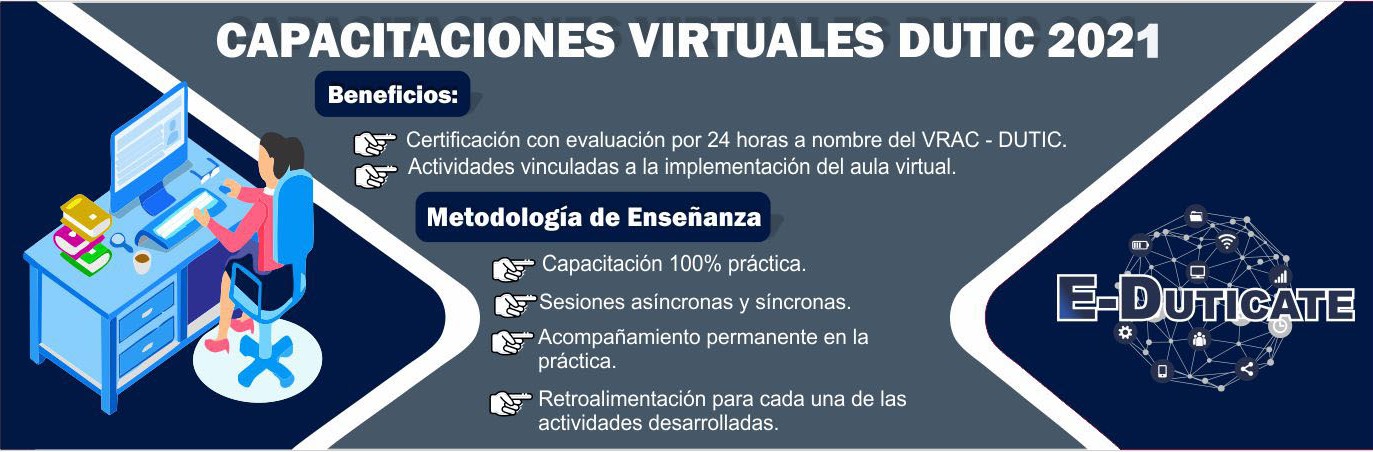 CAPACITACIONES VIRTUALES DUTIC 2021
Beneficios:
Certificación con evaluación por 24 horas a nombre del VRAC - DUTIC.
Actividades vinculadas a la implementación del aula virtual.
Metodología de Enseñanza
Capacitación 100% práctica.
Sesiones asíncronas y síncronas.
Acompañamiento permanente en la
práctica.
Retroalimentación para cada una de las
actividades desarrolladas.
E-DUTICATE